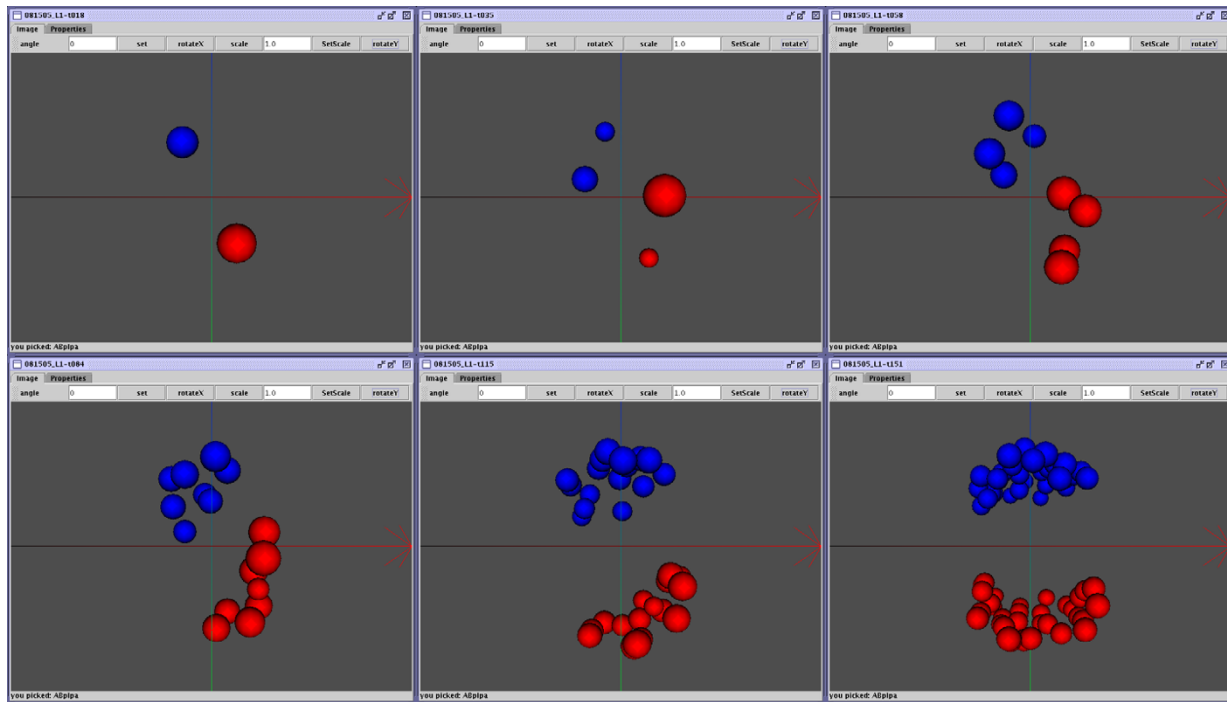 081505_L1-t018
Image Properties
angle 0 set rotateX scale 1.0 SetScale rotateY
you picked: ABplpa
081505_L1-t035
Image Properties
angle 0 set rotateX scale 1.0 SetScale rotateY
you picked: ABplpa
081505_L1-t058
Image Properties
angle 0 set rotateX scale 1.0 SetScale rotateY
you picked: ABplpa
081505_L1-t084
Image Properties
angle 0 set rotateX scale 1.0 SetScale rotateY
you picked: ABplpa
081505_L1-t115
Image Properties
angle 0 set rotateX scale 1.0 SetScale rotateY
you picked: ABplpa
081505_L1-t151
Image Properties
angle 0 set rotateX scale 1.0 SetScale rotateY
you picked: ABplpa